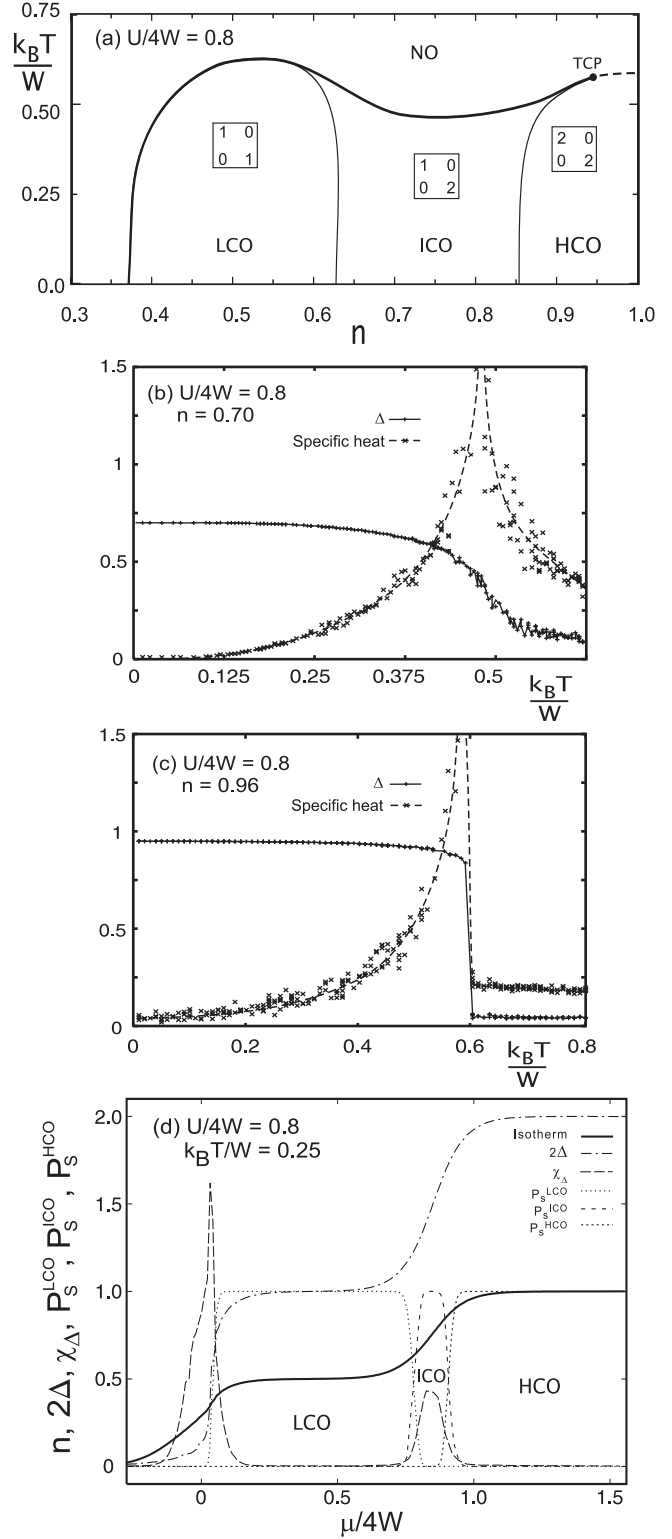 0.75
(a) U/4W = 0.8
NO
k_BT
W
TCP
0.50
1 0
0 1
1 0
0 2
2 0
0 2
0.25
LCO
ICO
HCO
0.0
0.3 0.4 0.5 0.6 0.7 0.8 0.9 1.0
n
1.5
(b) U/4W = 0.8
n = 0.70
Δ
Specific heat
1
0.5
0
0 0.125 0.25 0.375 0.5
k_BT
W
1.5
(c) U/4W = 0.8
n = 0.96
Δ
Specific heat
1
0.5
0
0 0.2 0.4 0.6 0.8
k_BT
W
n, 2Δ, χ_Δ, P_S^LCO, P_S^ICO, P_S^HCO
(d) U/4W = 0.8
k_BT/W = 0.25
Isotherm
2Δ
χ_Δ
P_S^LCO
P_S^ICO
P_S^HCO
2.0
1.5
1.0
0.5
0
ICO
LCO
HCO
0 0.5 1.0 1.5
μ/4W